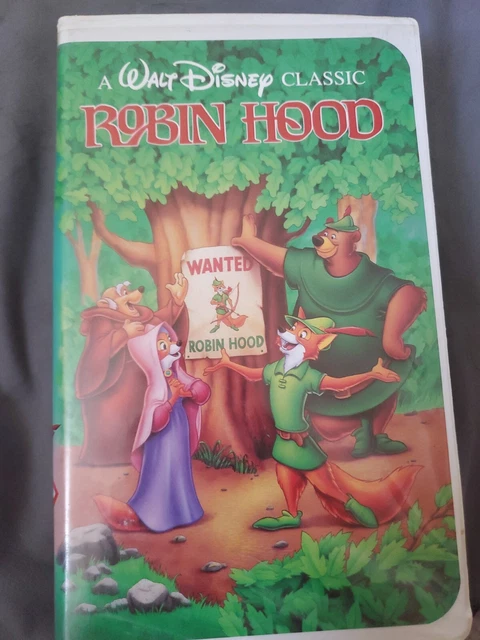 A WALT DISNEY CLASSIC
ROBIN HOOD
WANTED
ROBIN HOOD